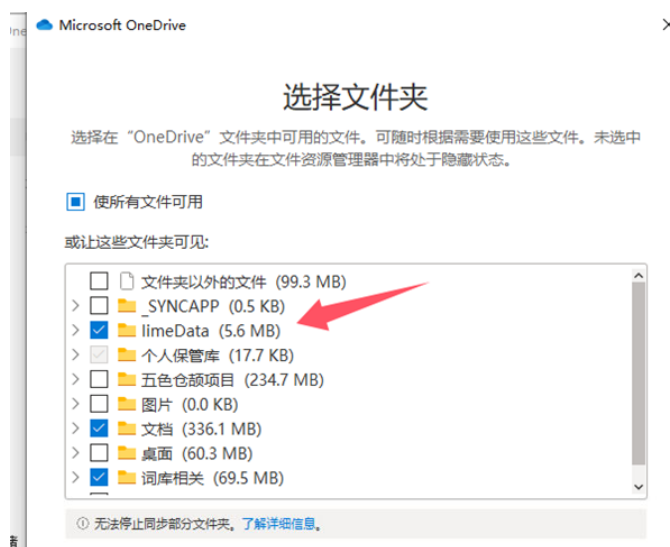 Microsoft OneDrive
选择文件夹
选择在“OneDrive”文件夹中可用的文件。可随时根据需要使用这些文件。未选中
的文件夹在文件资源管理器中将处于隐藏状态。
使所有文件可用
或让这些文件夹可见:
文件夹以外的文件 (99.3 MB)
_SYNCAPP (0.5 KB)
limeData (5.6 MB)
个人保管库 (17.7 KB)
五色仓颉项目 (234.7 MB)
图片 (0.0 KB)
文档 (336.1 MB)
桌面 (60.3 MB)
词库相关 (69.5 MB)
无法停止同步部分文件夹。了解详细信息。